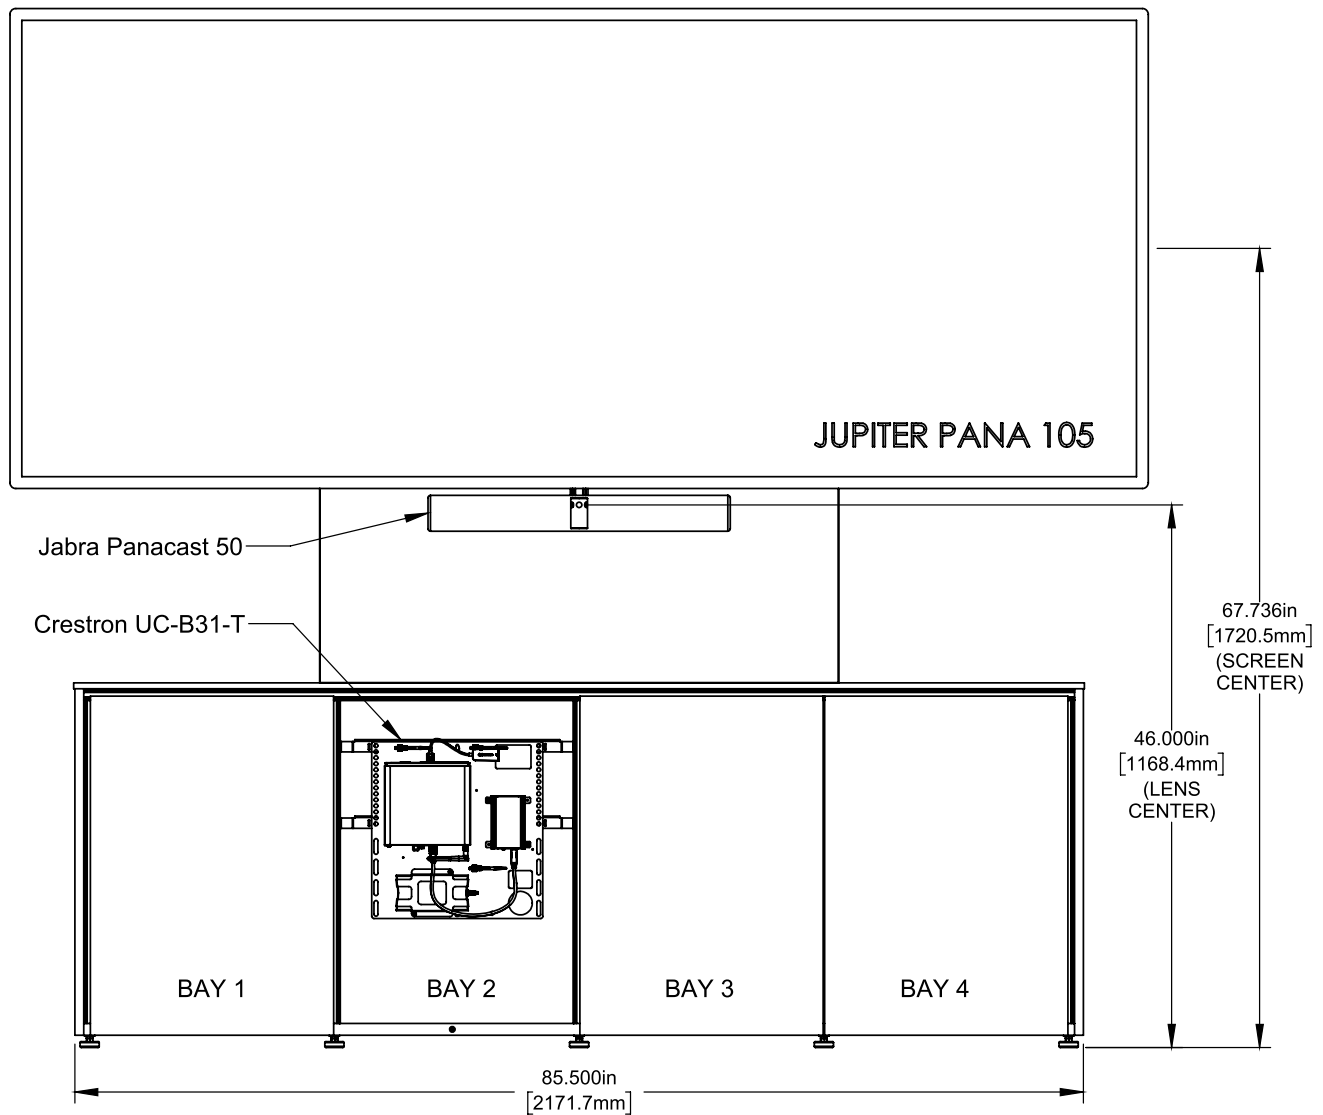 JUPITER PANA 105
Jabra Panacast 50
Crestron UC-B31-T
67.736in
[1720.5mm]
(SCREEN
CENTER)
46.000in
[1168.4mm]
(LENS
CENTER)
BAY 1
BAY 2
BAY 3
BAY 4
85.500in
[2171.7mm]